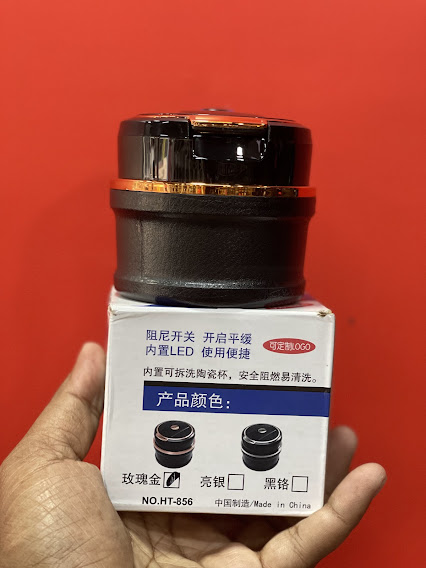 阻尼开关 开启平缓
内置LED 使用便捷
可定制LOGO
内置可拆洗陶瓷杯，安全阻燃易清洗。
产品颜色：
玫瑰金 亮银 黑铬
NO.HT-856 中国制造/Made in China